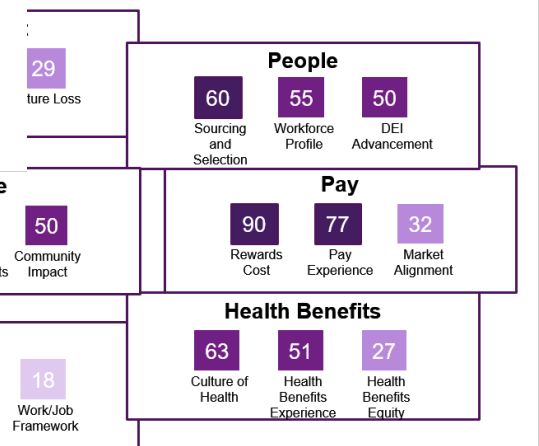 :
29
ture Loss
People
60 55 50
Sourcing Workforce DEI
and Profile Advancement
Selection
e
50
Community
ts Impact
Pay
90 77 32
Rewards Pay Market
Cost Experience Alignment
18
Work/Job
Framework
Health Benefits
63 51 27
Culture of Health Health
Health Benefits Benefits
Experience Equity